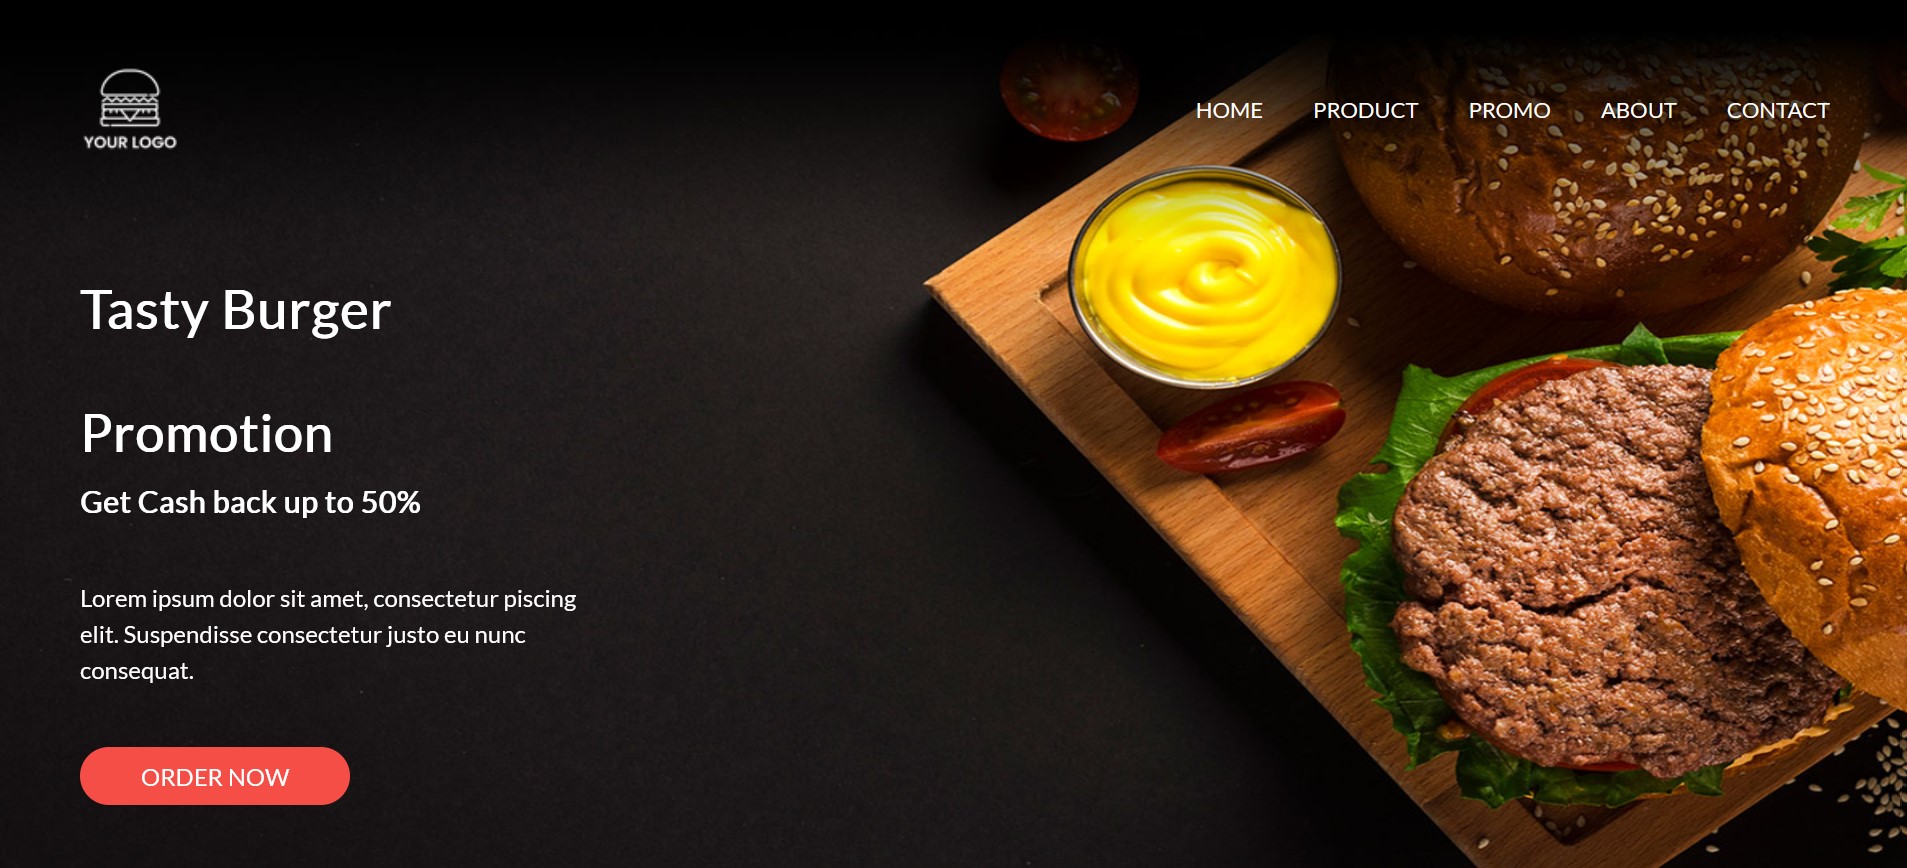 YOUR LOGO
HOME PRODUCT PROMO ABOUT CONTACT
Tasty Burger
Promotion
Get Cash back up to 50%
Lorem ipsum dolor sit amet, consectetur piscing
elit. Suspendisse consectetur justo eu nunc
consequat.
ORDER NOW